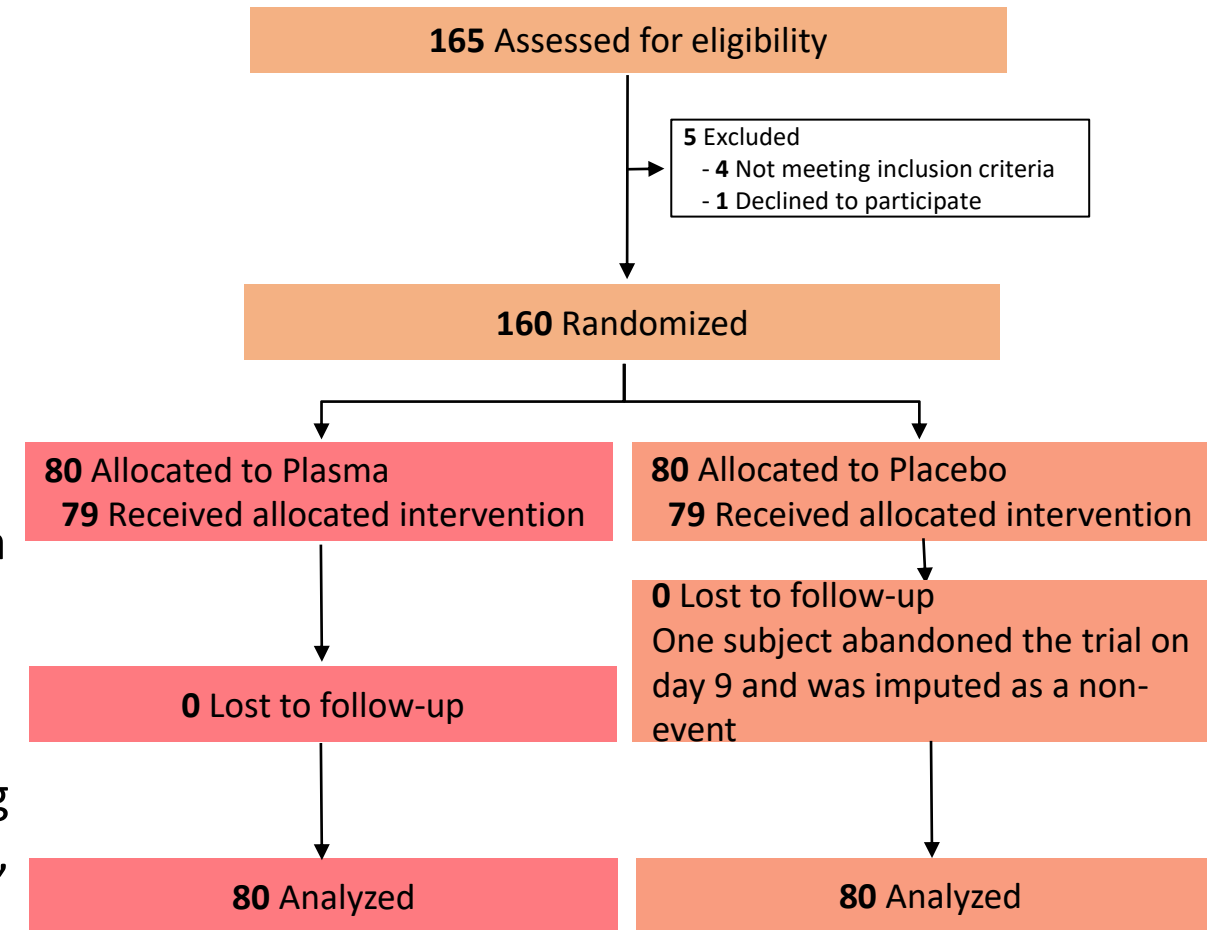 165 Assessed for eligibility
5 Excluded
- 4 Not meeting inclusion criteria
- 1 Declined to participate
160 Randomized
80 Allocated to Plasma
79 Received allocated intervention
80 Allocated to Placebo
79 Received allocated intervention
0 Lost to follow-up
0 Lost to follow-up
One subject abandoned the trial on
day 9 and was imputed as a non-
event
80 Analyzed
80 Analyzed